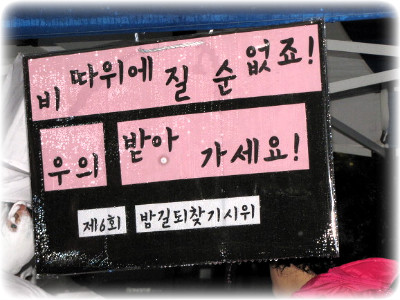 비 따위에 질 순 없죠!
우의 받아 가세요!
제6회 밤길되찾기시위